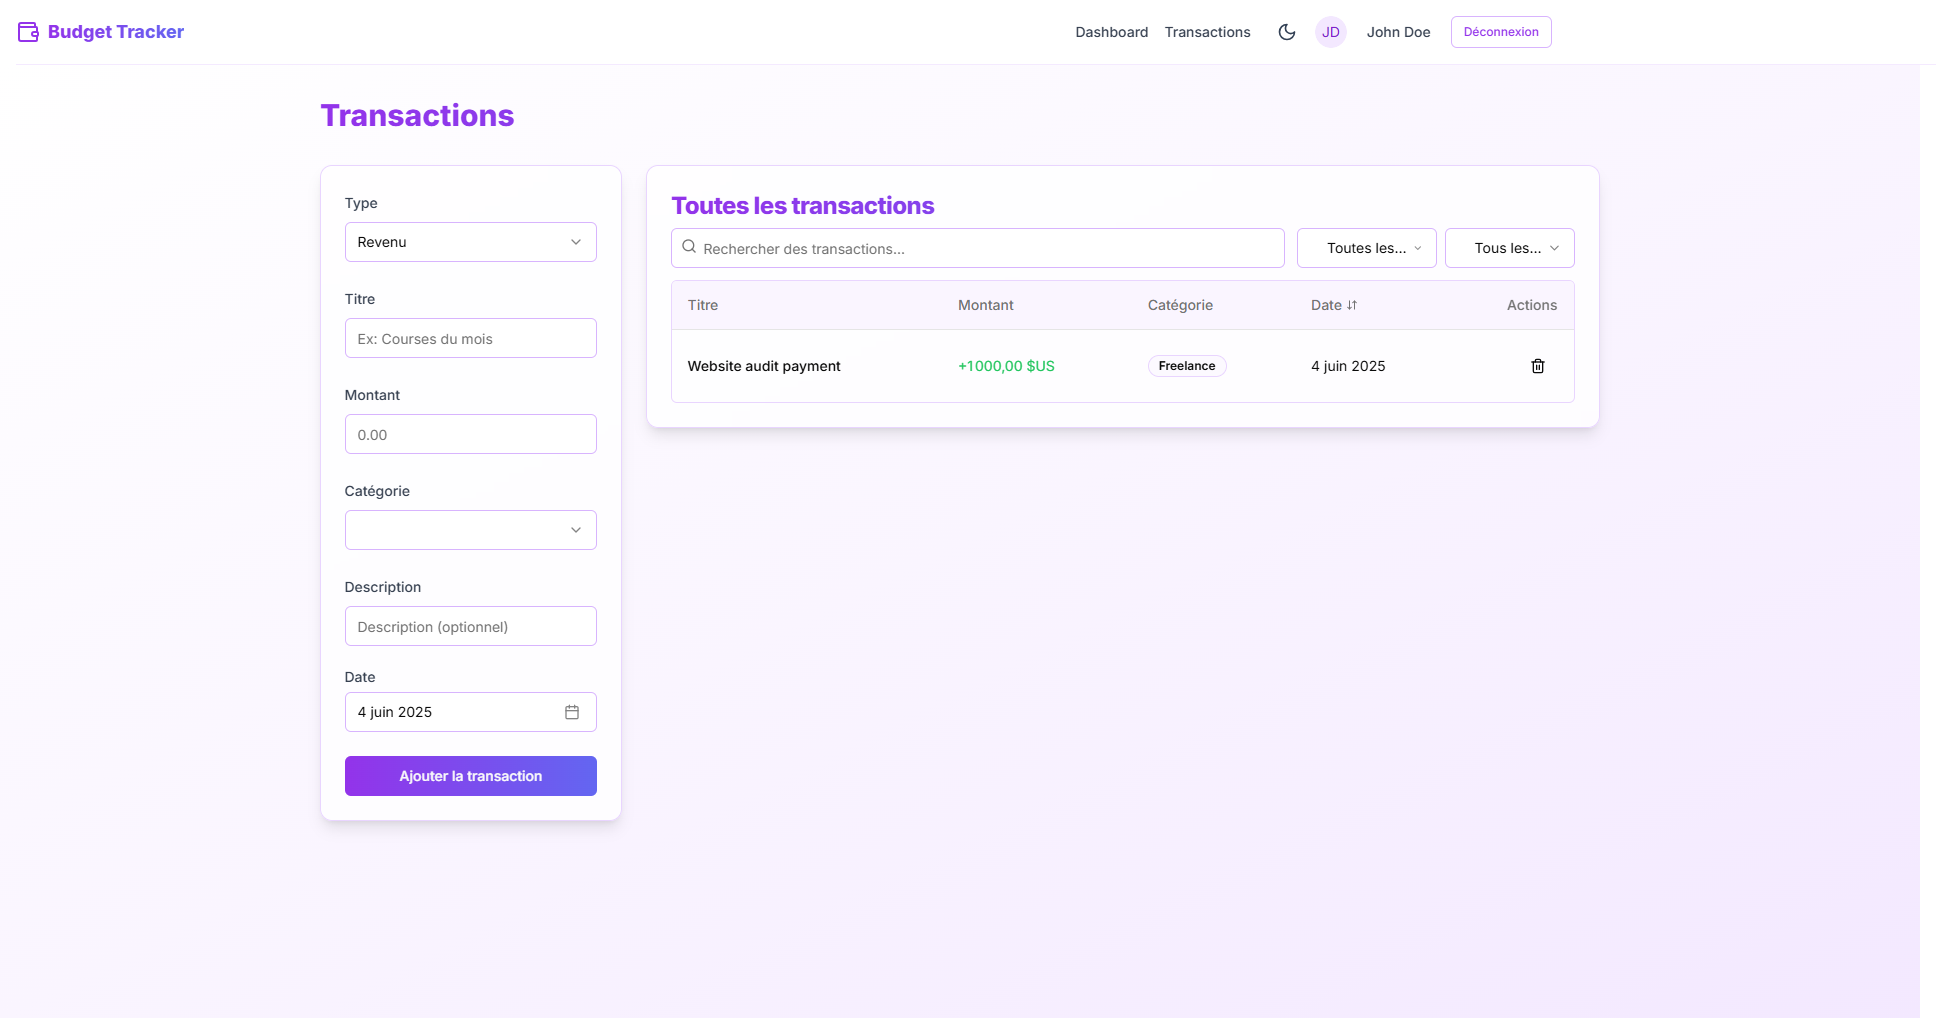 Budget Tracker
Dashboard Transactions JD John Doe Déconnexion
Transactions
Type
Revenu
Titre
Ex: Courses du mois
Montant
0.00
Catégorie
Description
Description (optionnel)
Date
4 juin 2025
Ajouter la transaction
Toutes les transactions
Rechercher des transactions... Toutes les... Tous les...
Titre Montant Catégorie Date Actions
Website audit payment +1 000,00 $US Freelance 4 juin 2025